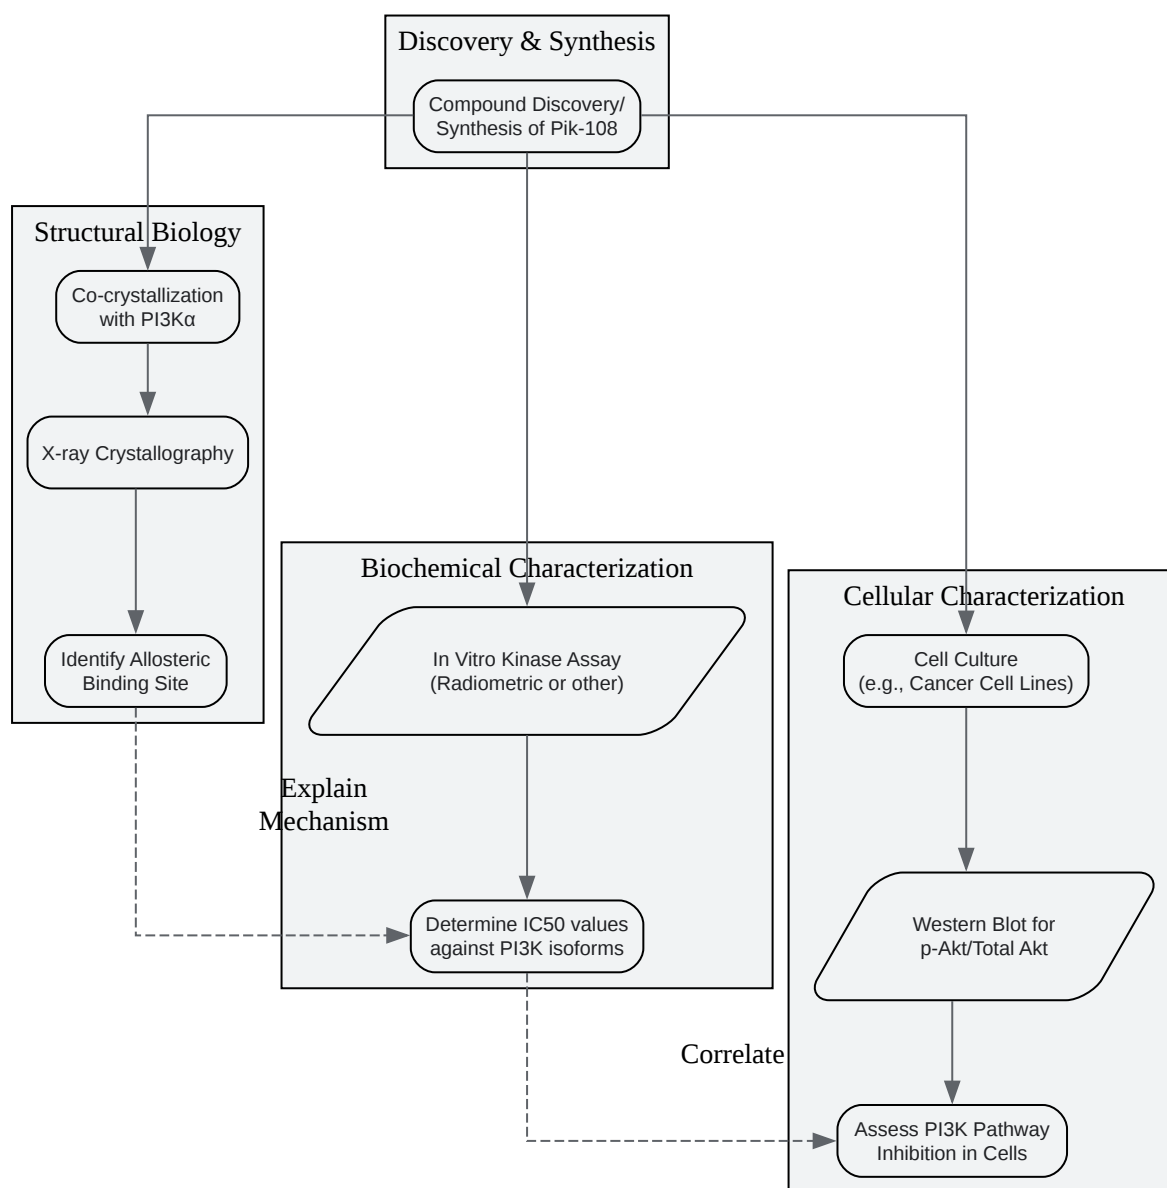 Discovery & Synthesis
Compound Discovery/
Synthesis of Pik-108
Structural Biology
Co-crystallization
with PI3Kα
X-ray Crystallography
Identify Allosteric
Binding Site
Explain
Mechanism
Biochemical Characterization
In Vitro Kinase Assay
(Radiometric or other)
Determine IC50 values
against PI3K isoforms
Correlate
Cellular Characterization
Cell Culture
(e.g., Cancer Cell Lines)
Western Blot for
p-Akt/Total Akt
Assess PI3K Pathway
Inhibition in Cells